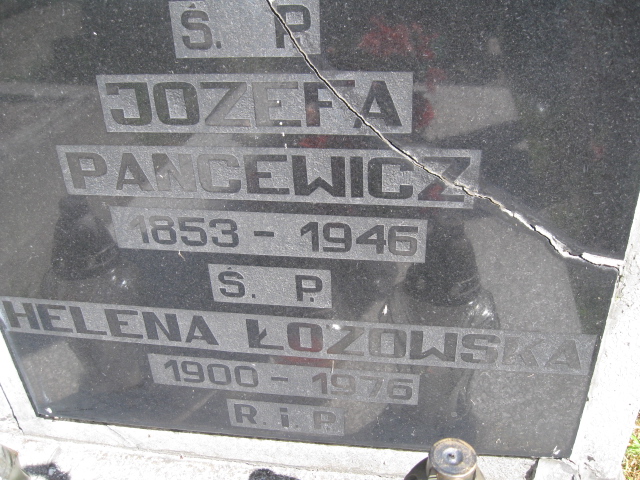 Ś. P.
JOZEFA
PANCEWICZ
1853 - 1946
Ś. P.
HELENA ŁOZOWSKA
1900 - 1976
R. i. P.